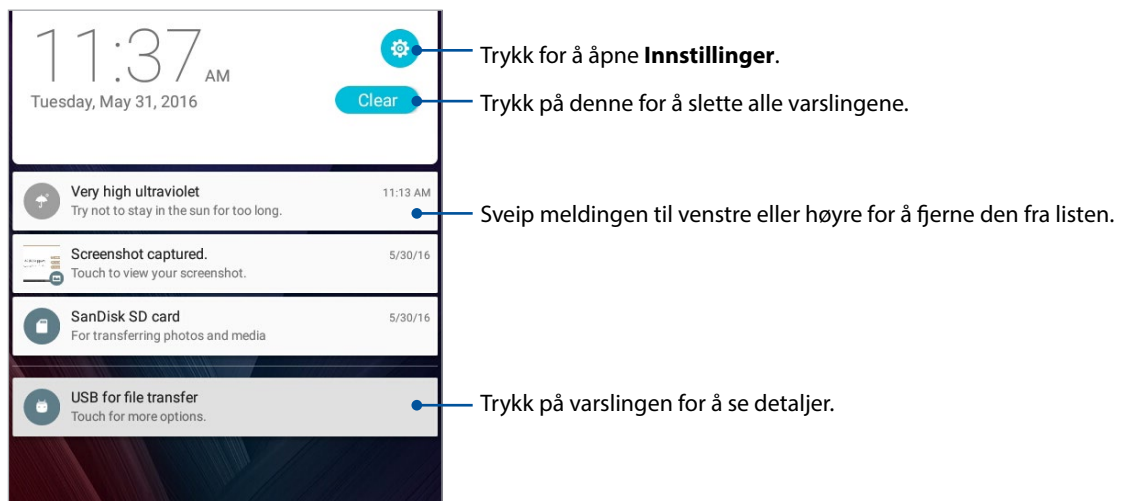 11:37 AM
Trykk for å åpne Innstillinger.
Tuesday, May 31, 2016
Clear
Trykk på denne for å slette alle varslingene.
Very high ultraviolet
11:13 AM
Try not to stay in the sun for too long.
Sveip meldingen til venstre eller høyre for å fjerne den fra listen.
Screenshot captured.
5/30/16
Touch to view your screenshot.
SanDisk SD card
5/30/16
For transferring photos and media
USB for file transfer
Touch for more options.
Trykk på varslingen for å se detaljer.